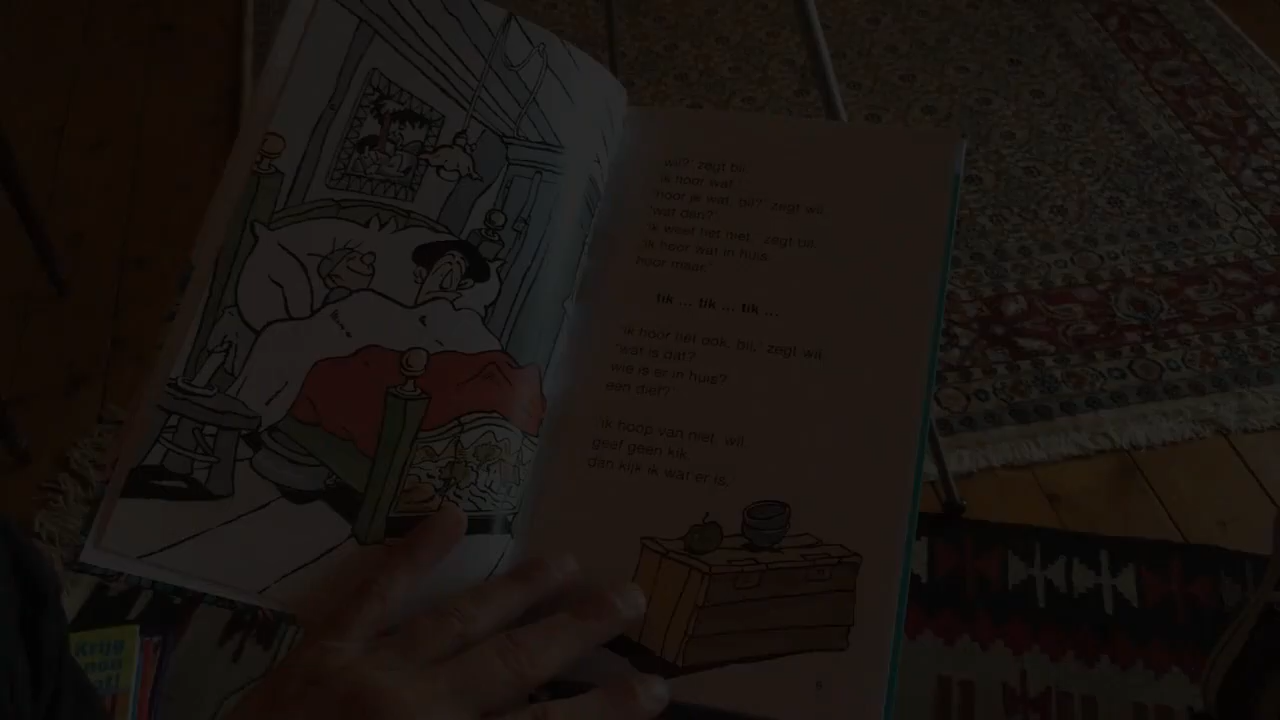 wil?' zegt bil.
'ik hoor wat.'
'hoor je wat, bil?' zegt wil.
'wat dan?'
'ik weet het niet,' zegt bil.
'ik hoor wat in huis.
hoor maar.'
tik ... tik ... tik ...
'ik hoor het ook, bil,' zegt wil.
'wat is dat?
wie is er in huis?
een dief?'
'ik hoop van niet, wil.
geef geen kik.
dan kijk ik wat er is.'